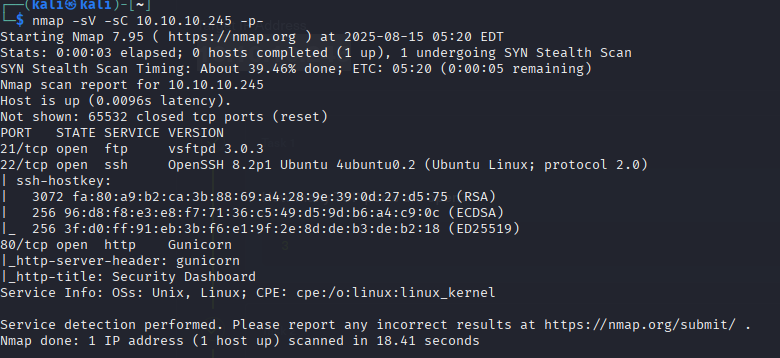 ┌──(kali㉿kali)-[~]
└─$ nmap -sV -sC 10.10.10.245 -p-
Starting Nmap 7.95 ( https://nmap.org ) at 2025-08-15 05:20 EDT
Stats: 0:00:03 elapsed; 0 hosts completed (1 up), 1 undergoing SYN Stealth Scan
SYN Stealth Scan Timing: About 39.46% done; ETC: 05:20 (0:00:05 remaining)
Nmap scan report for 10.10.10.245
Host is up (0.0096s latency).
Not shown: 65532 closed tcp ports (reset)
PORT   STATE SERVICE VERSION
21/tcp open  ftp     vsftpd 3.0.3
22/tcp open  ssh     OpenSSH 8.2p1 Ubuntu 4ubuntu0.2 (Ubuntu Linux; protocol 2.0)
| ssh-hostkey:
|   3072 fa:80:a9:b2:ca:3b:88:69:a4:28:9e:39:0d:27:d5:75 (RSA)
|   256 96:d8:f8:e3:e8:f7:71:36:c5:49:d5:9d:b6:a4:c9:0c (ECDSA)
|_  256 3f:d0:ff:91:eb:3b:f6:e1:9f:2e:8d:de:b3:de:b2:18 (ED25519)
80/tcp open  http    Gunicorn
|_http-server-header: gunicorn
|_http-title: Security Dashboard
Service Info: OSs: Unix, Linux; CPE: cpe:/o:linux:linux_kernel

Service detection performed. Please report any incorrect results at https://nmap.org/submit/ .
Nmap done: 1 IP address (1 host up) scanned in 18.41 seconds